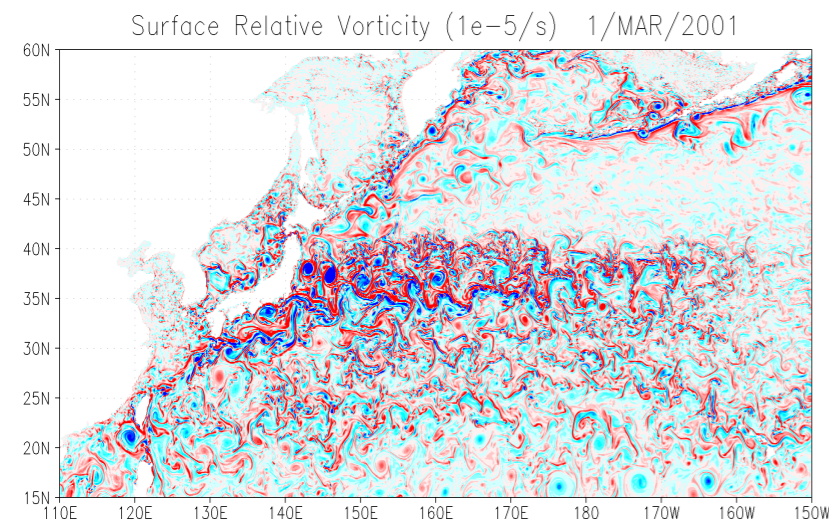 Surface Relative Vorticity (1e-5/s) 1/MAR/2001
60N
55N
50N
45N
40N
35N
30N
25N
20N
15N
110E 120E 130E 140E 150E 160E 170E 180 170W 160W 150W